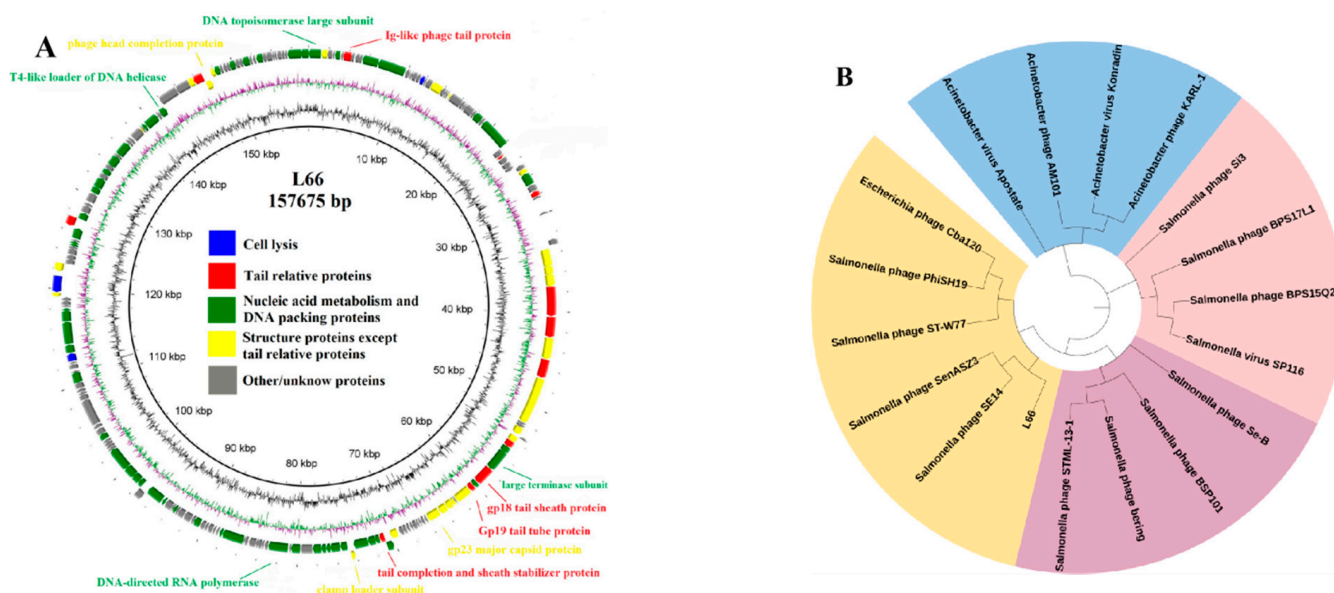 A
DNA topoisomerase large subunit
Ig-like phage tail protein
phage head completion protein
T4-like loader of DNA helicase
L66
157675 bp
10 kbp
20 kbp
30 kbp
40 kbp
50 kbp
60 kbp
70 kbp
80 kbp
90 kbp
100 kbp
110 kbp
120 kbp
130 kbp
140 kbp
150 kbp
Cell lysis
Tail relative proteins
Nucleic acid metabolism and
DNA packing proteins
Structure proteins except
tail relative proteins
Other/unknow proteins
large terminase subunit
gp18 tail sheath protein
Gp19 tail tube protein
gp23 major capsid protein
tail completion and sheath stabilizer protein
clamp loader subunit
DNA-directed RNA polymerase
B
Acinetobacter virus Apostate
Acinetobacter phage AM101
Acinetobacter virus Konradin
Acinetobacter phage KARL-1
Salmonella phage Si3
Salmonella phage BPS17L1
Salmonella phage BPS15Q2
Salmonella virus SP116
Salmonella phage Se-B
Salmonella phage BSP101
Salmonella phage bering
Salmonella phage STML-13-1
L66
Salmonella phage SE14
Salmonella phage SenASZ3
Salmonella phage ST-W77
Salmonella phage PhiSH19
Escherichia phage Cba120